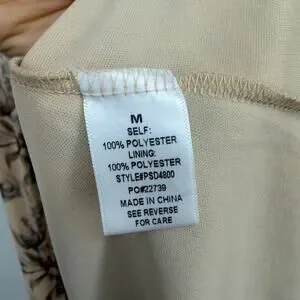 M
SELF:
100% POLYESTER
LINING:
100% POLYESTER
STYLE#PSD4800
PO#22739
MADE IN CHINA
SEE REVERSE
FOR CARE